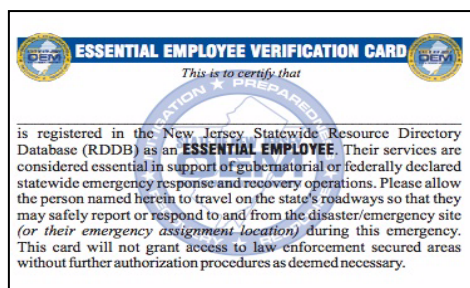 ESSENTIAL EMPLOYEE VERIFICATION CARD
OEM
OEM
This is to certify that
is registered in the New Jersey Statewide Resource Directory
Database (RDDB) as an ESSENTIAL EMPLOYEE. Their services are
considered essential in support of gubernatorial or federally declared
statewide emergency response and recovery operations. Please allow
the person named herein to travel on the state's roadways so that they
may safely report or respond to and from the disaster/emergency site
(or their emergency assignment location) during this emergency.
This card will not grant access to law enforcement secured areas
without further authorization procedures as deemed necessary.
MITIGATION ★ PREPAREDNESS
RECOVERY